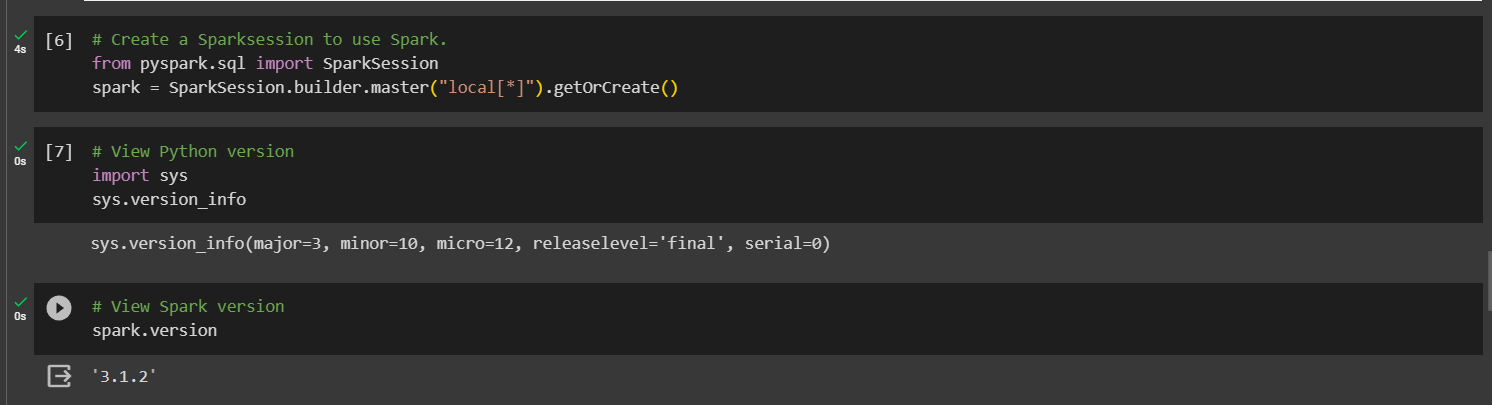 4s
[6] # Create a Sparksession to use Spark.
from pyspark.sql import SparkSession
spark = SparkSession.builder.master("local[*]").getOrCreate()
0s
[7] # View Python version
import sys
sys.version_info
sys.version_info(major=3, minor=10, micro=12, releaselevel='final', serial=0)
0s
# View Spark version
spark.version
'3.1.2'